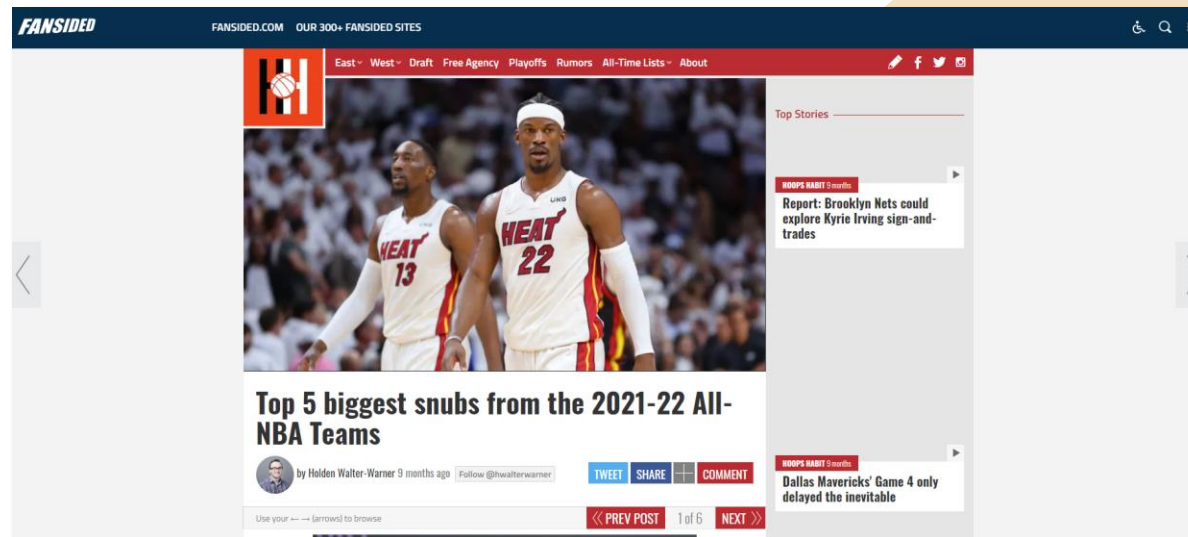 FANSIDED
FANSIDED.COM OUR 300+ FANSIDED SITES
East West Draft Free Agency Playoffs Rumors All-Time Lists About
HEAT
13
UKG
HEAT
22
Top 5 biggest snubs from the 2021-22 All-
NBA Teams
by Holden Walter-Warner 9 months ago Follow @hwalterwarner
TWEET SHARE COMMENT
Use your ← → (arrows) to browse
PREV POST 1 of 6 NEXT
Top Stories
HOOPS HABIT 9 months
Report: Brooklyn Nets could
explore Kyrie Irving sign-and-
trades
HOOPS HABIT 9 months
Dallas Mavericks' Game 4 only
delayed the inevitable